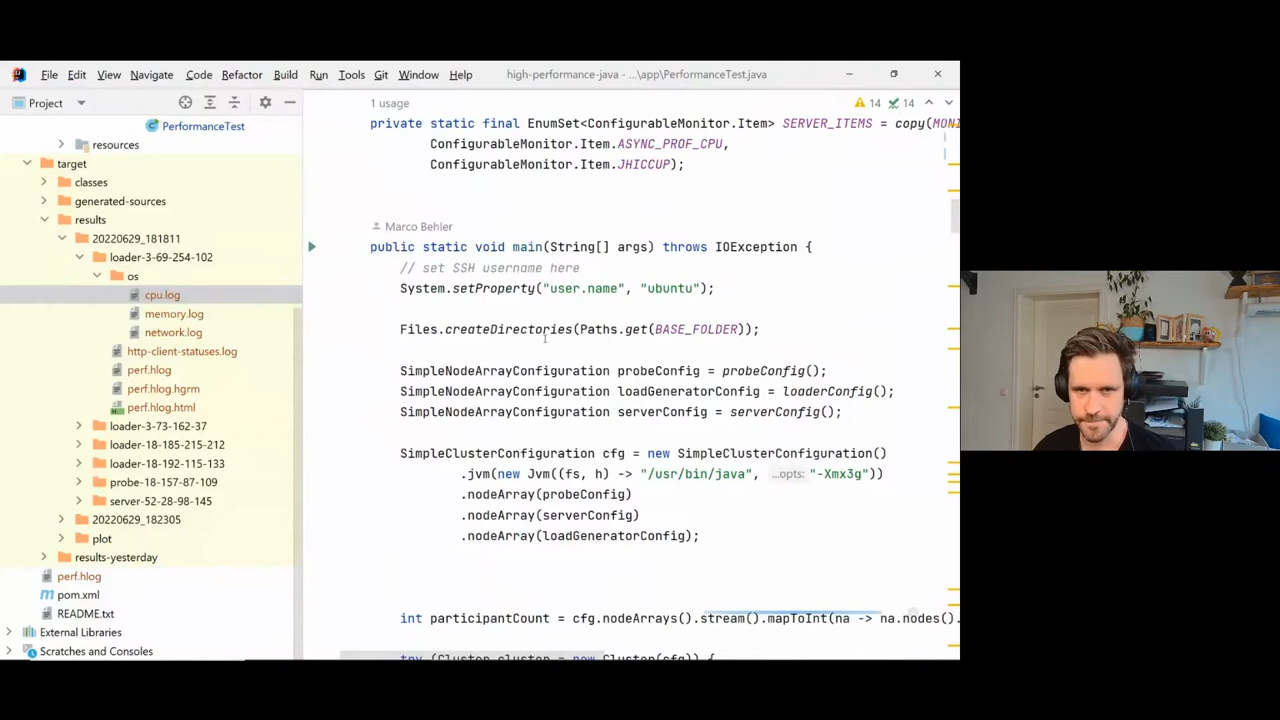 File Edit View Navigate Code Refactor Build Run Tools Git Window Help high-performance-java - ...\app\PerformanceTest.java
Project
PerformanceTest
resources
target
classes
generated-sources
results
20220629_181811
loader-3-69-254-102
os
cpu.log
memory.log
network.log
http-client-statuses.log
perf.hlog
perf.hlog.hgrm
perf.hlog.html
loader-3-73-162-37
loader-18-185-215-212
loader-18-192-115-133
probe-18-157-87-109
server-52-28-98-145
20220629_182305
plot
results-yesterday
perf.hlog
pom.xml
README.txt
External Libraries
Scratches and Consoles
1 usage
14 14
private static final EnumSet<ConfigurableMonitor.Item> SERVER_ITEMS = copy(MONI
ConfigurableMonitor.Item.ASYNC_PROF_CPU,
ConfigurableMonitor.Item.JHICCUP);
Marco Behler
public static void main(String[] args) throws IOException {
// set SSH username here
System.setProperty("user.name", "ubuntu");
Files.createDirectories(Paths.get(BASE_FOLDER));
SimpleNodeArrayConfiguration probeConfig = probeConfig();
SimpleNodeArrayConfiguration loadGeneratorConfig = loaderConfig();
SimpleNodeArrayConfiguration serverConfig = serverConfig();
SimpleClusterConfiguration cfg = new SimpleClusterConfiguration()
.jvm(new Jvm((fs, h) -> "/usr/bin/java", ...opts: "-Xmx3g"))
.nodeArray(probeConfig)
.nodeArray(serverConfig)
.nodeArray(loadGeneratorConfig);
int participantCount = cfg.nodeArrays().stream().mapToInt(na -> na.nodes().
try (Cluster cluster = new Cluster(cfg)) {